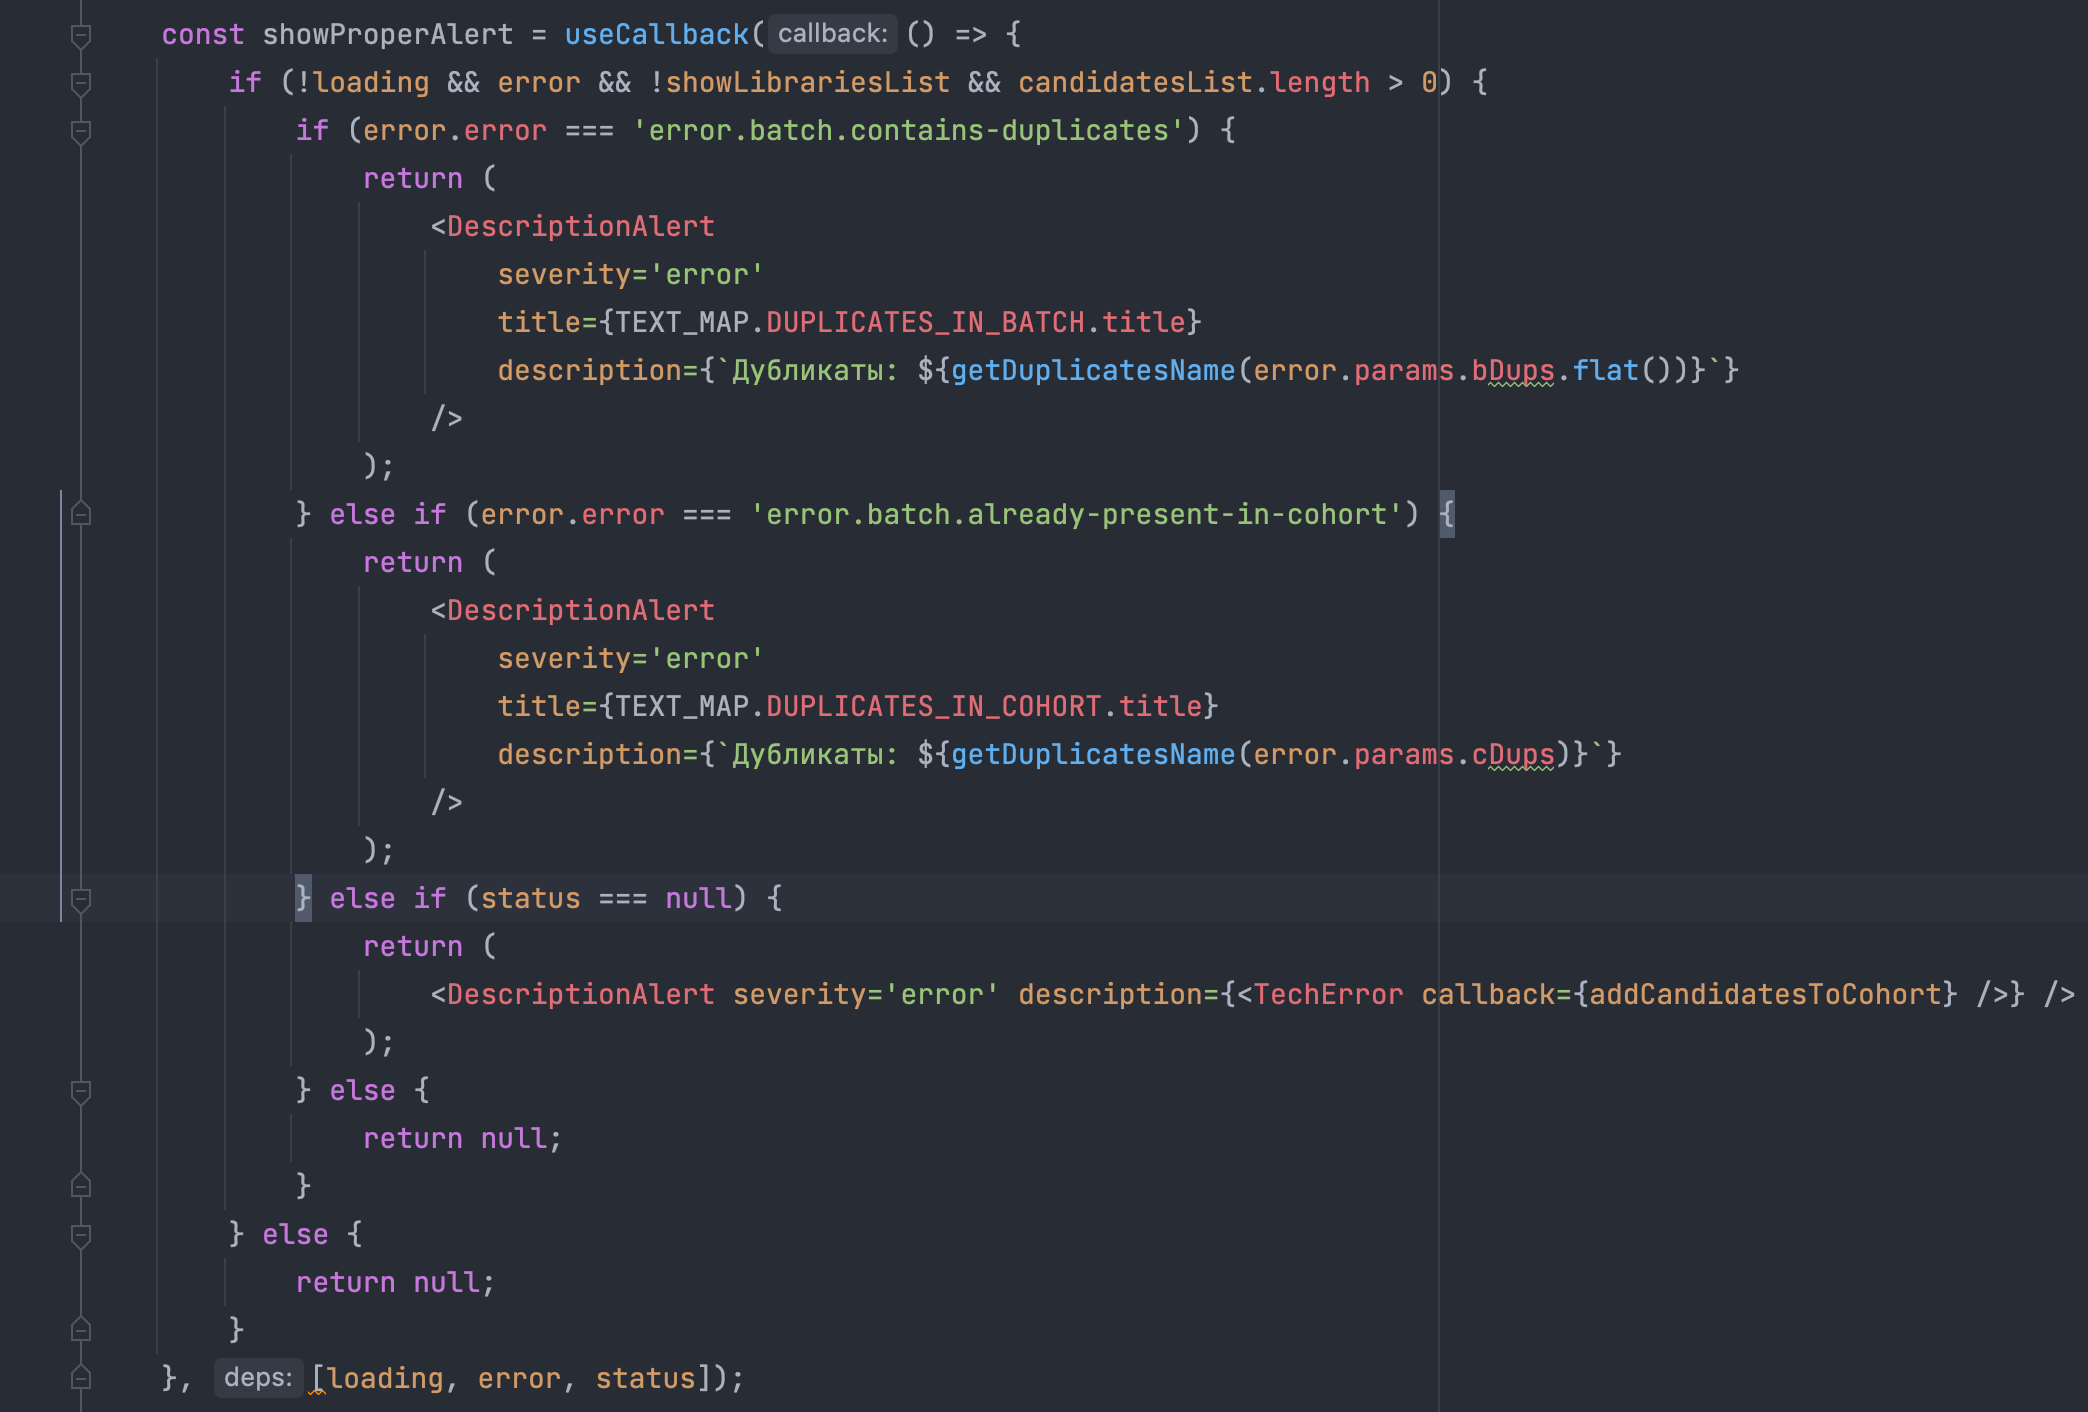 const showProperAlert = useCallback( callback: () => {
if (!loading && error && !showLibrariesList && candidatesList.length > 0) {
if (error.error === 'error.batch.contains-duplicates') {
return (
<DescriptionAlert
severity='error'
title={TEXT_MAP.DUPLICATES_IN_BATCH.title}
description={`Дубликаты: ${getDuplicatesName(error.params.bDups.flat())}`}
/>
);
} else if (error.error === 'error.batch.already-present-in-cohort') {
return (
<DescriptionAlert
severity='error'
title={TEXT_MAP.DUPLICATES_IN_COHORT.title}
description={`Дубликаты: ${getDuplicatesName(error.params.cDups)}`}
/>
);
} else if (status === null) {
return (
<DescriptionAlert severity='error' description={<TechError callback={addCandidatesToCohort} />} />
);
} else {
return null;
}
} else {
return null;
}
}, deps: [loading, error, status]);